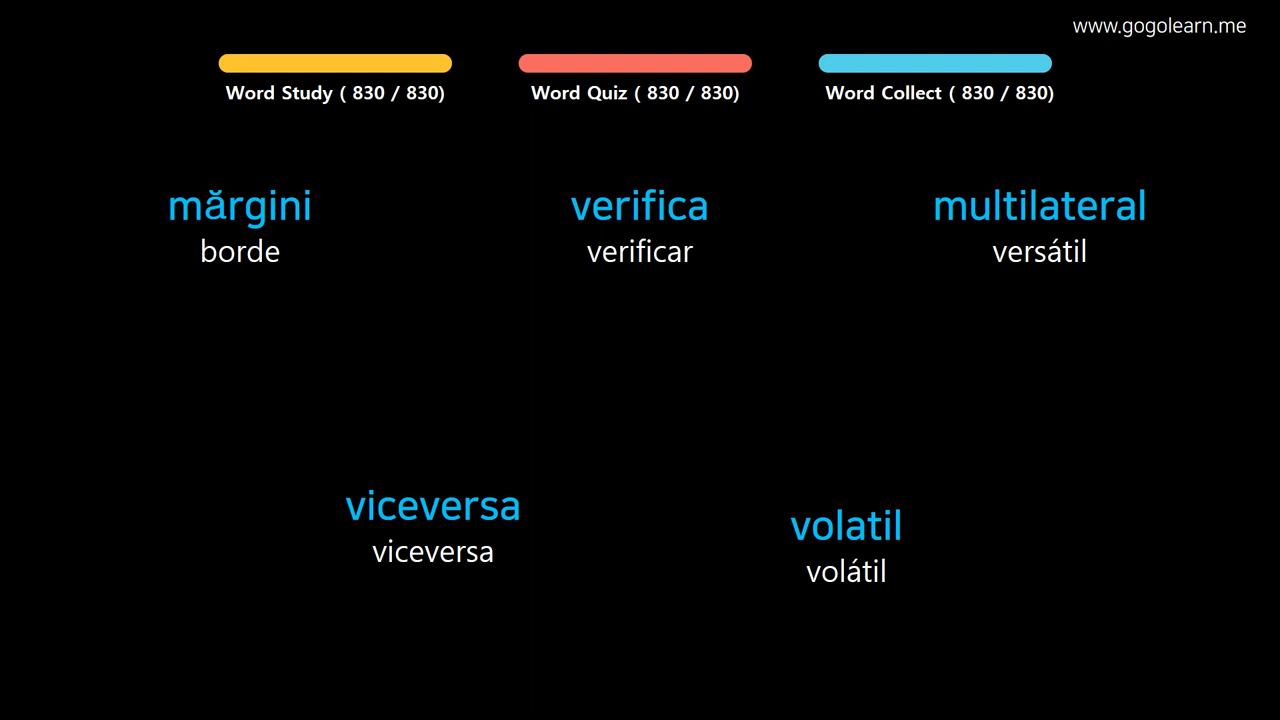 www.gogolearn.me
Word Study ( 830 / 830)
Word Quiz ( 830 / 830)
Word Collect ( 830 / 830)
mărgini
borde
verifica
verificar
multilateral
versátil
viceversa
viceversa
volatil
volátil